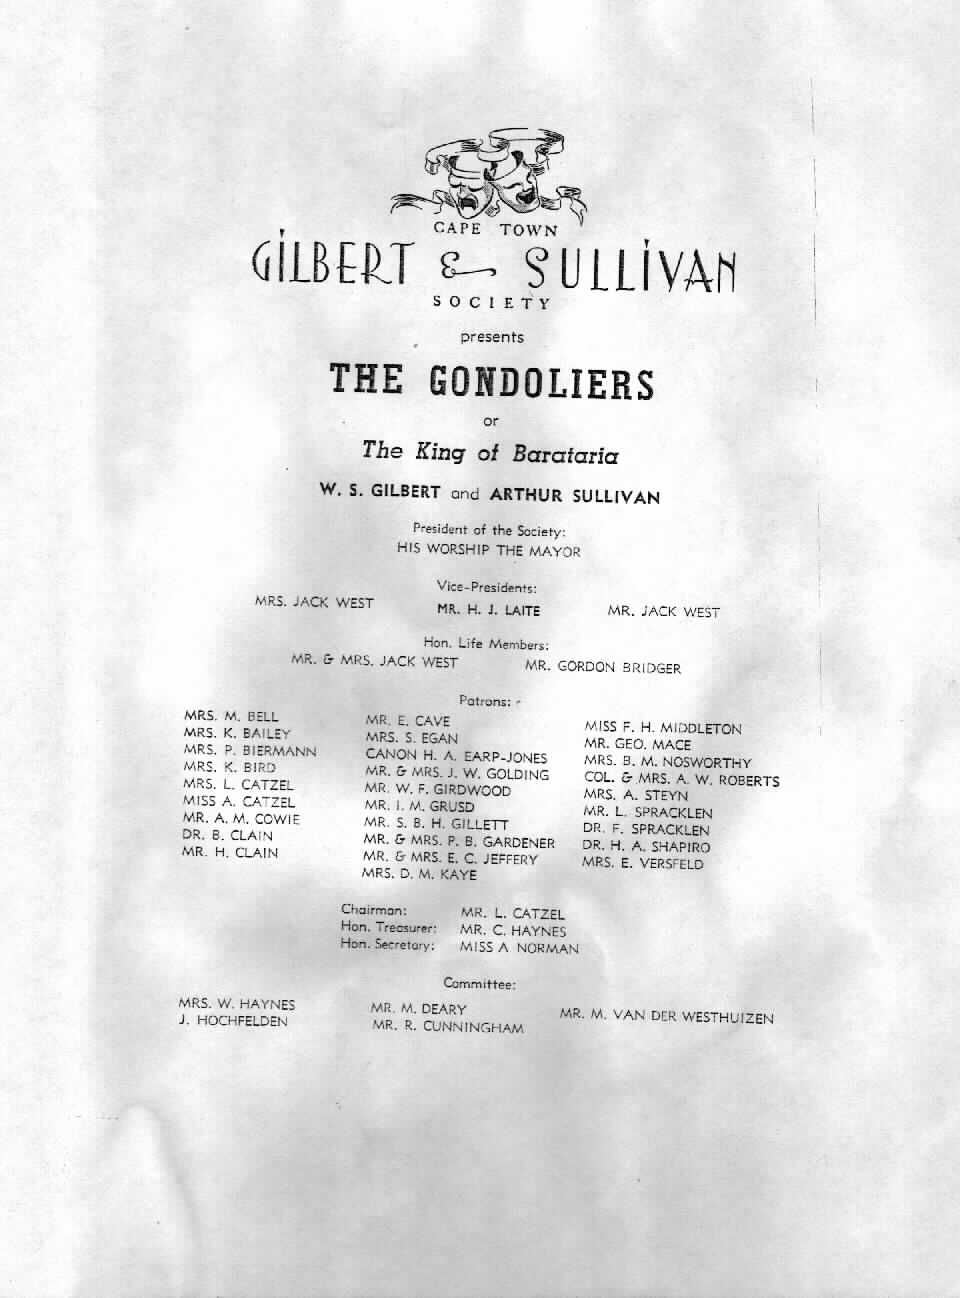 CAPE TOWN
GILBERT & SULLIVAN
SOCIETY
presents
THE GONDOLIERS
or
The King of Barataria
W. S. GILBERT and ARTHUR SULLIVAN
President of the Society:
HIS WORSHIP THE MAYOR
Vice-Presidents:
MRS. JACK WEST MR. H. J. LAITE MR. JACK WEST
Hon. Life Members:
MR. & MRS. JACK WEST MR. GORDON BRIDGER
Patrons:
MRS. M. BELL
MRS. K. BAILEY
MRS. P. BIERMANN
MRS. K. BIRD
MRS. L. CATZEL
MISS A. CATZEL
MR. A. M. COWIE
DR. B. CLAIN
MR. H. CLAIN
MR. E. CAVE
MRS. S. EGAN
CANON H. A. EARP-JONES
MR. & MRS. J. W. GOLDING
MR. W. F. GIRDWOOD
MR. I. M. GRUSD
MR. S. B. H. GILLETT
MR. & MRS. P. B. GARDENER
MR. & MRS. E. C. JEFFERY
MRS. D. M. KAYE
MISS F. H. MIDDLETON
MR. GEO. MACE
MRS. B. M. NOSWORTHY
COL. & MRS. A. W. ROBERTS
MRS. A. STEYN
MR. L. SPRACKLEN
DR. F. SPRACKLEN
DR. H. A. SHAPIRO
MRS. E. VERSFELD
Chairman: MR. L. CATZEL
Hon. Treasurer: MR. C. HAYNES
Hon. Secretary: MISS A NORMAN
Committee:
MRS. W. HAYNES
J. HOCHFELDEN
MR. M. DEARY
MR. R. CUNNINGHAM
MR. M. VAN DER WESTHUIZEN